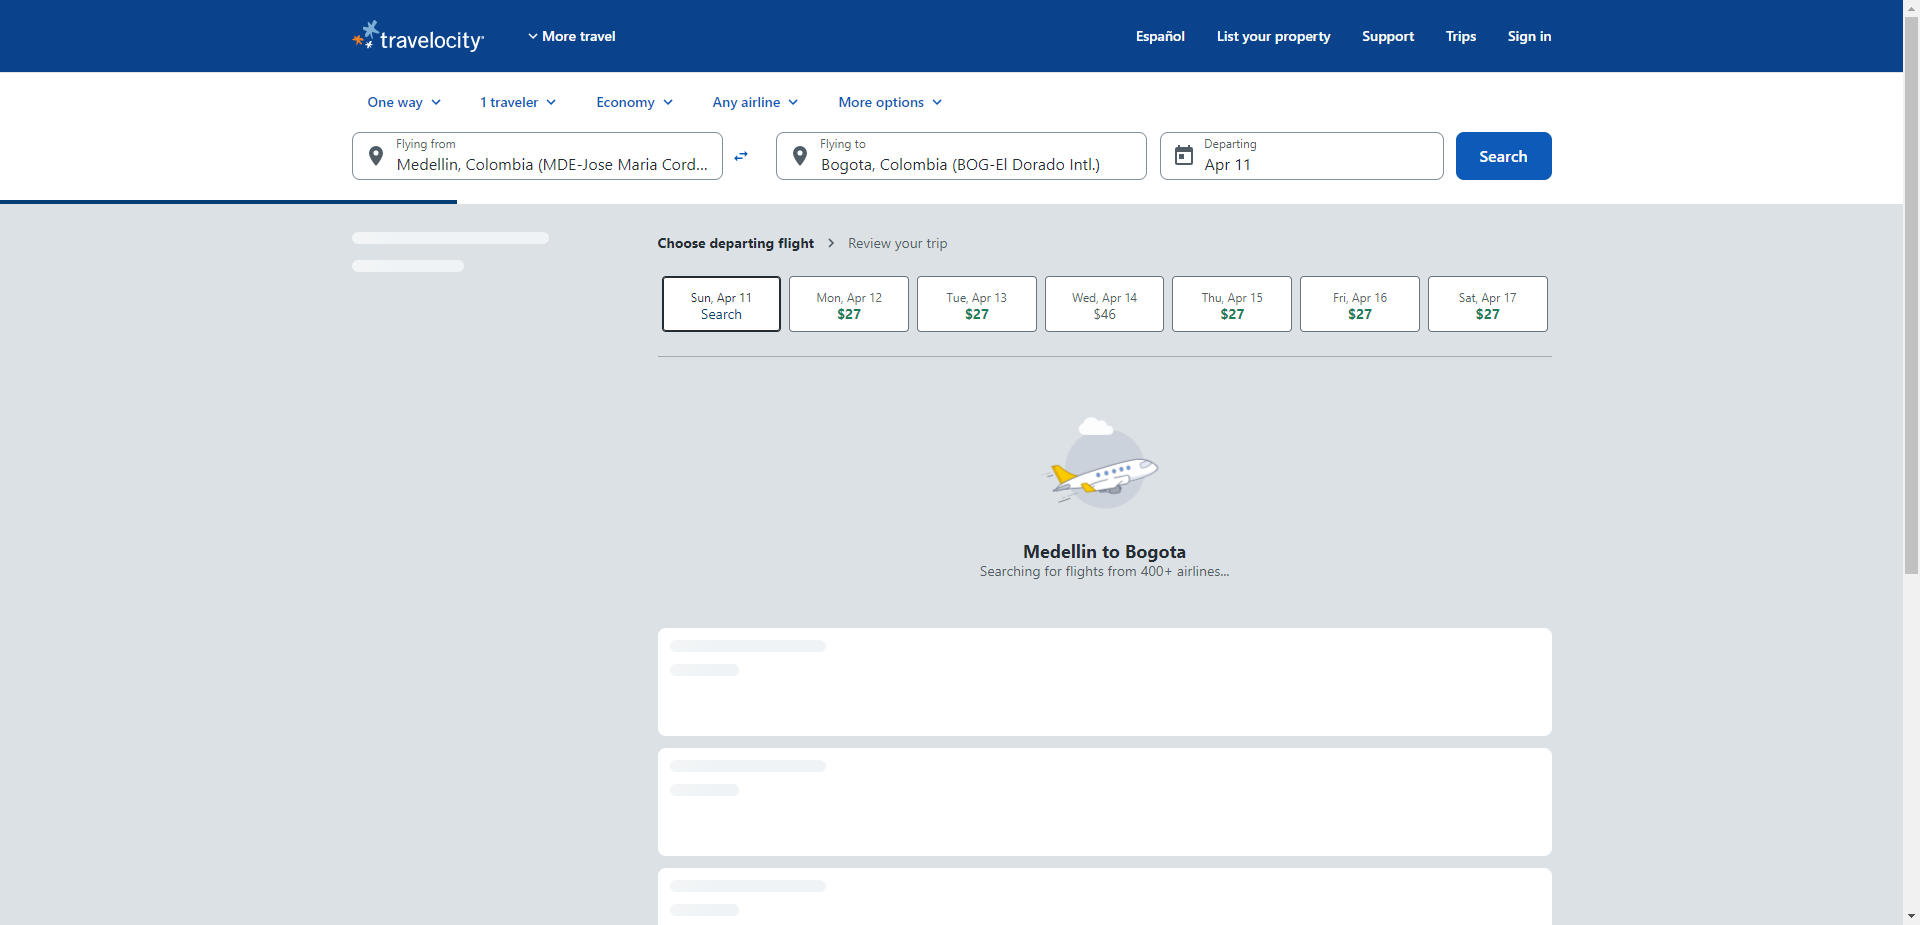 travelocity
More travel
Español
List your property
Support
Trips
Sign in
One way
1 traveler
Economy
Any airline
More options
Flying from
Medellin, Colombia (MDE-Jose Maria Cord...
Flying to
Bogota, Colombia (BOG-El Dorado Intl.)
Departing
Apr 11
Search
Choose departing flight
Review your trip
Sun, Apr 11
Search
Mon, Apr 12
$27
Tue, Apr 13
$27
Wed, Apr 14
$46
Thu, Apr 15
$27
Fri, Apr 16
$27
Sat, Apr 17
$27
Medellin to Bogota
Searching for flights from 400+ airlines...